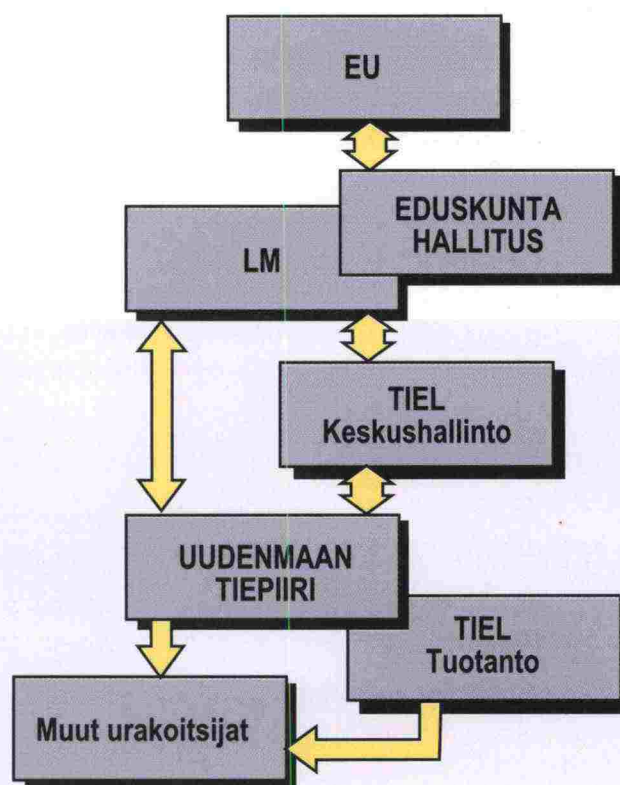 EU
EDUSKUNTA
HALLITUS
LM
TIEL
Keskushallinto
UUDENMAAN
TIEPIIRI
TIEL
Tuotanto
Muut urakoitsijat